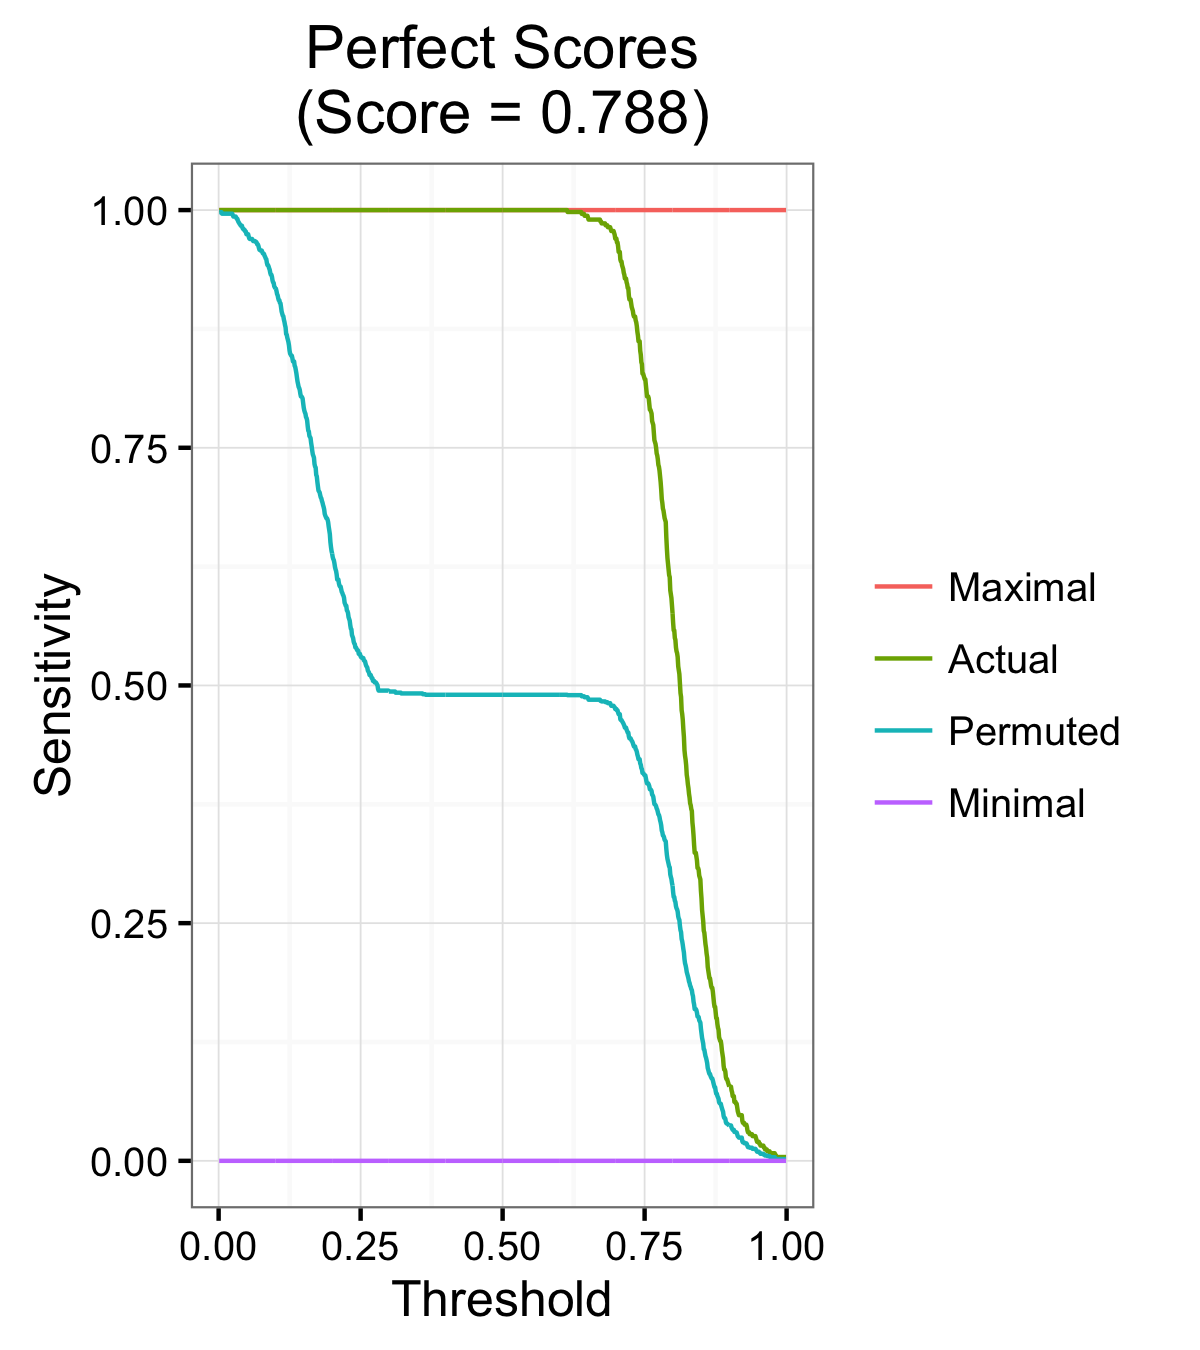 Perfect Scores
(Score = 0.788)
1.00
0.75
0.50
0.25
0.00
Sensitivity
0.00 0.25 0.50 0.75 1.00
Threshold
Maximal
Actual
Permuted
Minimal